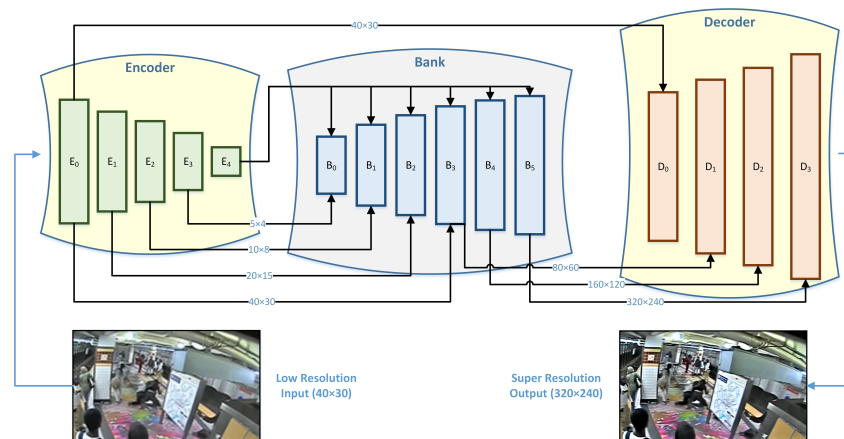 40×30
Encoder
Bank
Decoder
E0
E1
E2
E3
E4
B0
B1
B2
B3
B4
B5
D0
D1
D2
D3
5×4
10×8
20×15
40×30
80×60
160×120
320×240
Low Resolution
Input (40×30)
Super Resolution
Output (320×240)